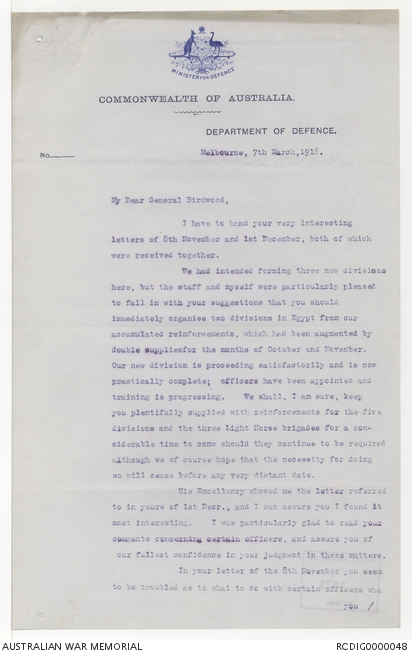 MINISTER FOR DEFENCE
COMMONWEALTH OF AUSTRALIA.
DEPARTMENT OF DEFENCE.
No.
Melbourne, 7th March, 1916.
My Dear General Birdwood,
I have to hand your very interesting
letters of 8th November and 1st December, both of which
were received together.
We had intended forming three new divisions
here, but the staff and myself were particularly pleased
to fall in with your suggestions that you should
immediately organise two divisions in Egypt from our
accumulated reinforcements, which had been augmented by
double suppliesfor the months of October and November.
Our new division is proceeding satisfactorily and is now
practically complete; officers have been appointed and
training is progressing. We shall, I am sure, keep
you plentifully supplied with reinforcements for the five
divisions and the three Light Horse brigades for a con-
siderable time to come should they continue to be required
although we of course hope that the necessity for doing
so will cease before any very distant date.
His Excellency showed me the letter referred
to in yours of 1st Decr., and I can assure you I found it
most interesting. I was particularly glad to read your
comments concerning certain officers, and assure you of
our fullest confidence in your judgment in these matters.
In your letter of the 8th November you seem
to be troubled as to what to do with certain officers who
you /
AUSTRALIAN WAR MEMORIAL
RCDIG0000048